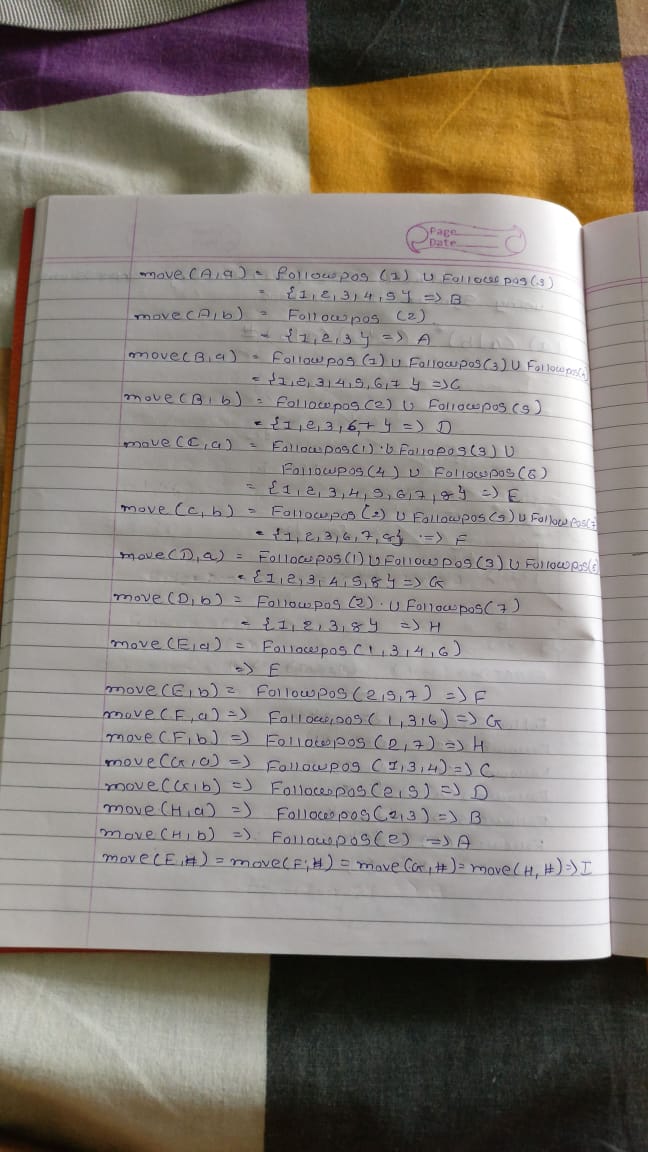 Page
Date
move(A,a) = Followpos(1) U Followpos(3)
= {1,2,3,4,5} => B
move(A,b) = Followpos(2)
= {1,2,3} => A
move(B,a) = Followpos(1) U Followpos(3) U Followpos(4)
= {1,2,3,4,5,6,7} => C
move(B,b) = Followpos(2) U Followpos(5)
= {1,2,3,6,7} => D
move(C,a) = Followpos(1) U Followpos(3) U
Followpos(4) U Followpos(6)
= {1,2,3,4,5,6,7,8} => E
move(C,b) = Followpos(2) U Followpos(5) U Followpos(7)
= {1,2,3,6,7,8} => F
move(D,a) = Followpos(1) U Followpos(3) U Followpos(6)
= {1,2,3,4,5,8} => G
move(D,b) = Followpos(2) U Followpos(7)
= {1,2,3,8} => H
move(E,a) = Followpos(1,3,4,6)
=> E
move(E,b) = Followpos(2,5,7) => F
move(F,a) => Followpos(1,3,6) => G
move(F,b) => Followpos(2,7) => H
move(G,a) => Followpos(1,3,4) => C
move(G,b) => Followpos(2,5) => D
move(H,a) => Followpos(1,3) => B
move(H,b) => Followpos(2) => A
move(E,#) = move(F,#) = move(G,#) = move(H,#) => I